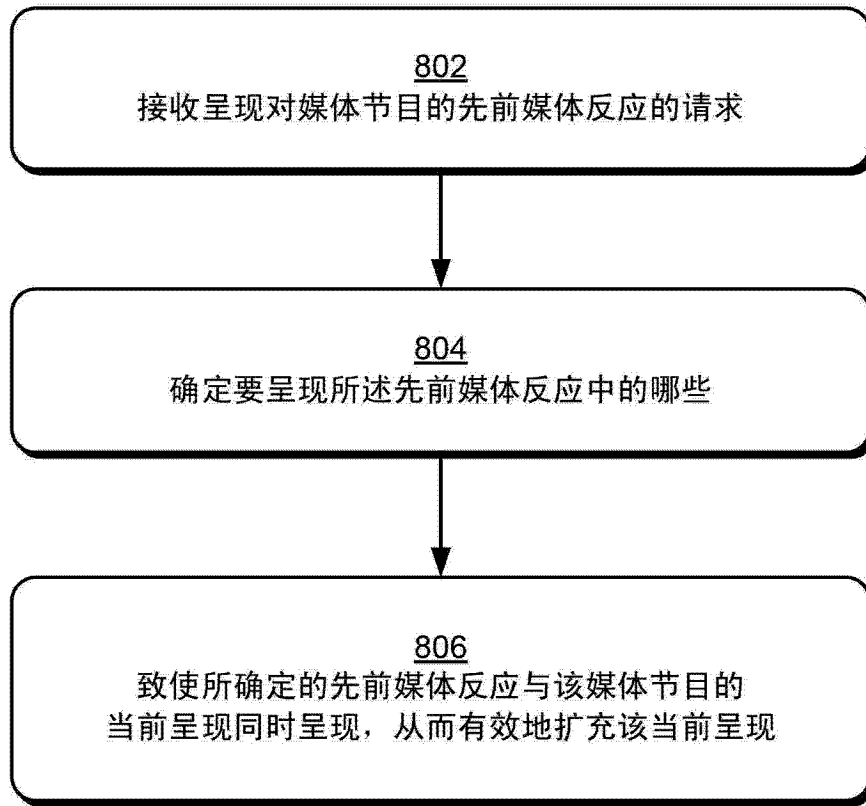 802
接收呈现对媒体节目的先前媒体反应的请求
804
确定要呈现所述先前媒体反应中的哪些
806
致使所确定的先前媒体反应与该媒体节目的
当前呈现同时呈现，从而有效地扩充该当前呈现